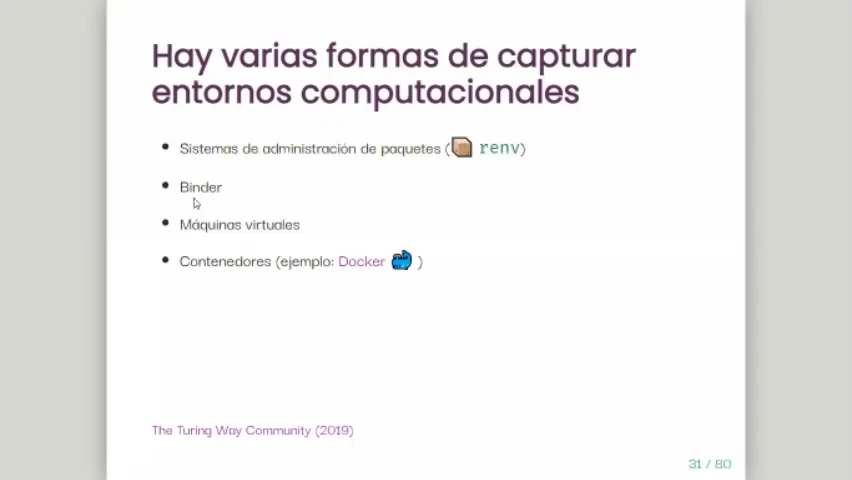 Hay varias formas de capturar
entornos computacionales
Sistemas de administración de paquetes ( renv)
Binder
Máquinas virtuales
Contenedores (ejemplo: Docker )
The Turing Way Community (2019)
31 / 80